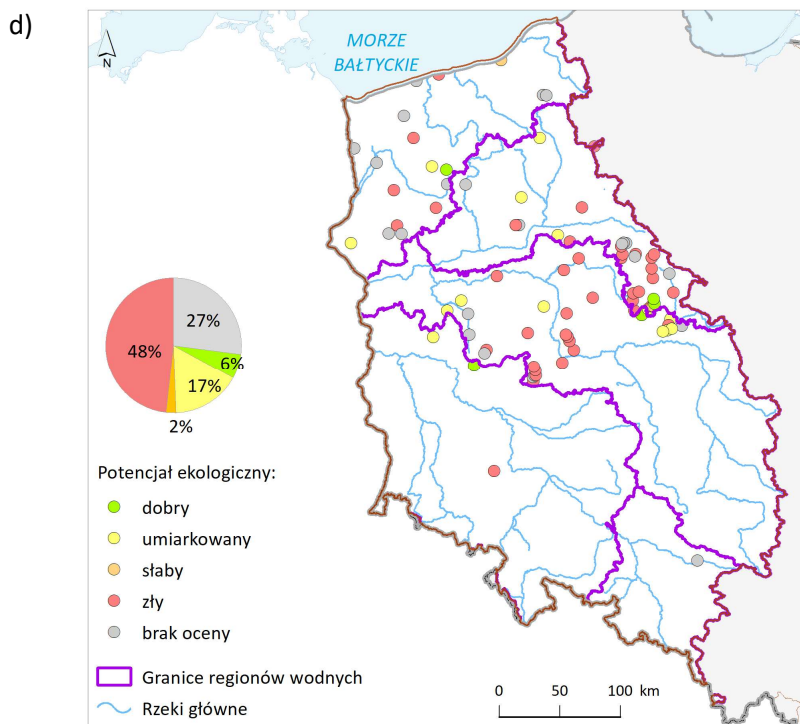 d)
MORZE
BAŁTYCKIE
N
48%
27%
6%
17%
2%
Potencjał ekologiczny:
dobry
umiarkowany
słaby
zły
brak oceny
Granice regionów wodnych
Rzeki główne
0 50 100 km